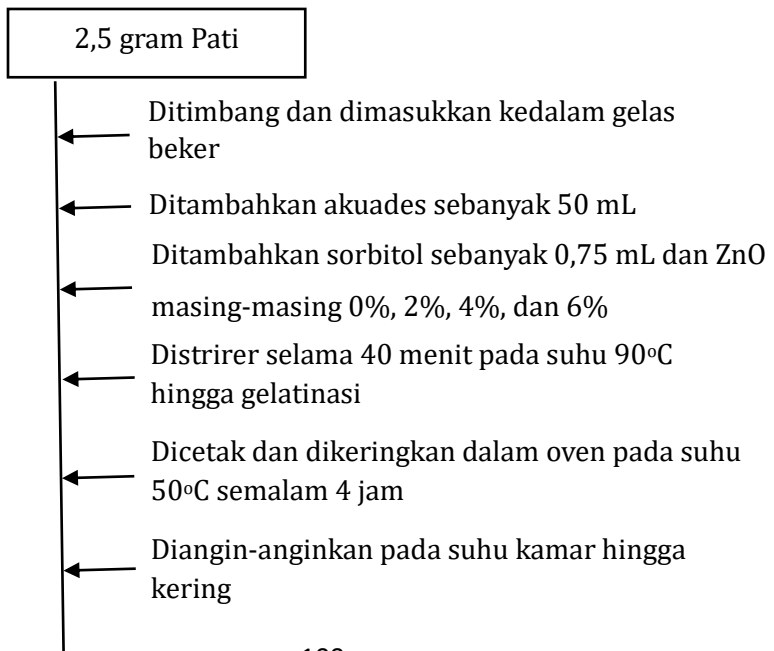 2,5 gram Pati
Ditimbang dan dimasukkan kedalam gelas
beker
Ditambahkan akuades sebanyak 50 mL
Ditambahkan sorbitol sebanyak 0,75 mL dan ZnO
masing-masing 0%, 2%, 4%, dan 6%
Distrirer selama 40 menit pada suhu 90°C
hingga gelatinasi
Dicetak dan dikeringkan dalam oven pada suhu
50°C semalam 4 jam
Diangin-anginkan pada suhu kamar hingga
kering